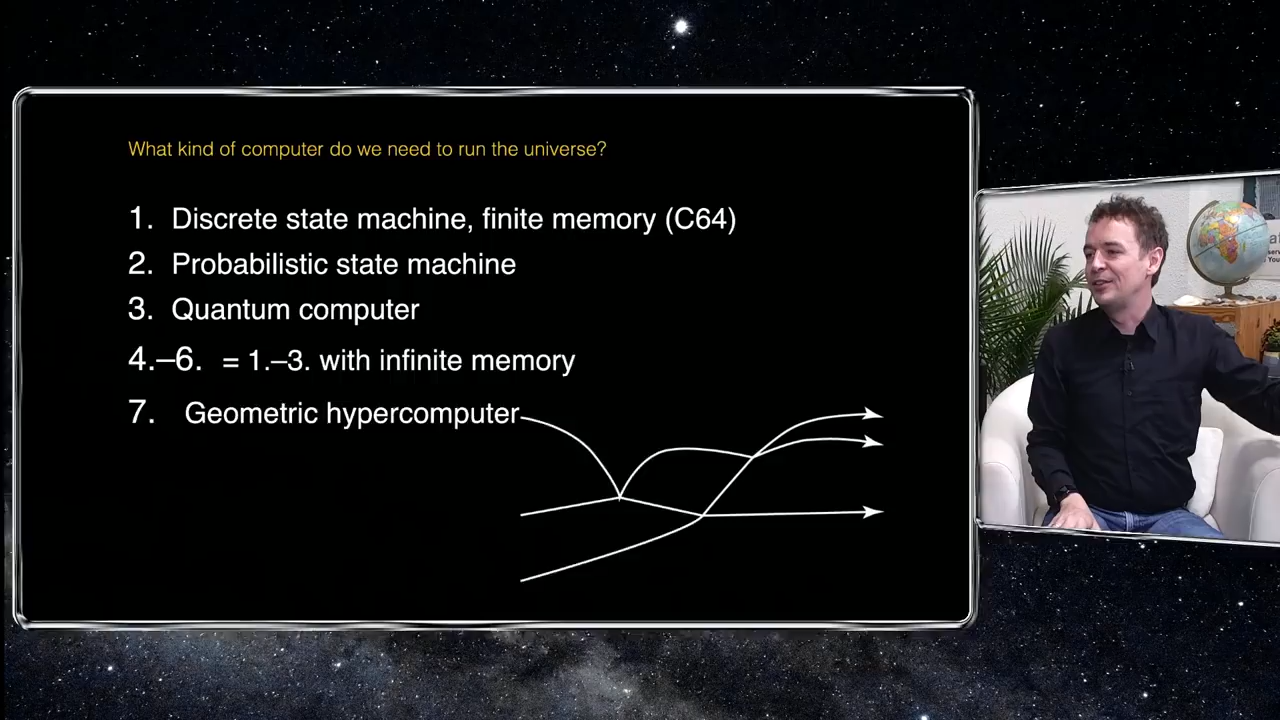 What kind of computer do we need to run the universe?
1. Discrete state machine, finite memory (C64)
2. Probabilistic state machine
3. Quantum computer
4.–6. = 1.–3. with infinite memory
7. Geometric hypercomputer